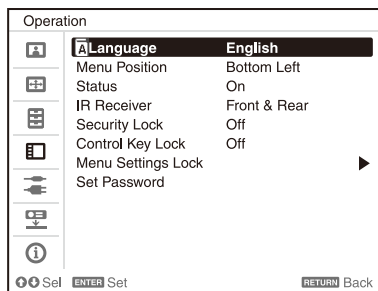 Operation
A Language English
Menu Position Bottom Left
Status On
IR Receiver Front & Rear
Security Lock Off
Control Key Lock Off
Menu Settings Lock
Set Password
Sel ENTER Set RETURN Back